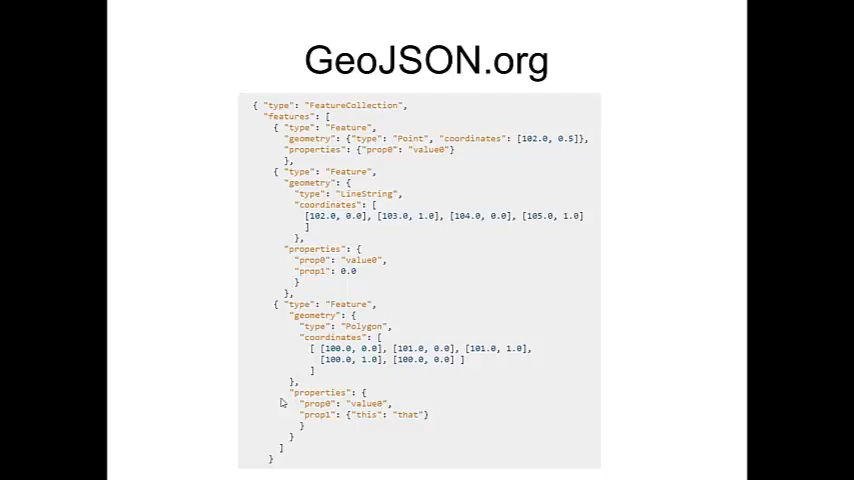 GeoJSON.org
{ "type": "FeatureCollection",
"features": [
{ "type": "Feature",
"geometry": {"type": "Point", "coordinates": [102.0, 0.5]},
"properties": {"prop0": "value0"}
},
{ "type": "Feature",
"geometry": {
"type": "LineString",
"coordinates": [
[102.0, 0.0], [103.0, 1.0], [104.0, 0.0], [105.0, 1.0]
]
},
"properties": {
"prop0": "value0",
"prop1": 0.0
}
},
{ "type": "Feature",
"geometry": {
"type": "Polygon",
"coordinates": [
[ [100.0, 0.0], [101.0, 0.0], [101.0, 1.0],
[100.0, 1.0], [100.0, 0.0] ]
]
},
"properties": {
"prop0": "value0",
"prop1": {"this": "that"}
}
}
]
}